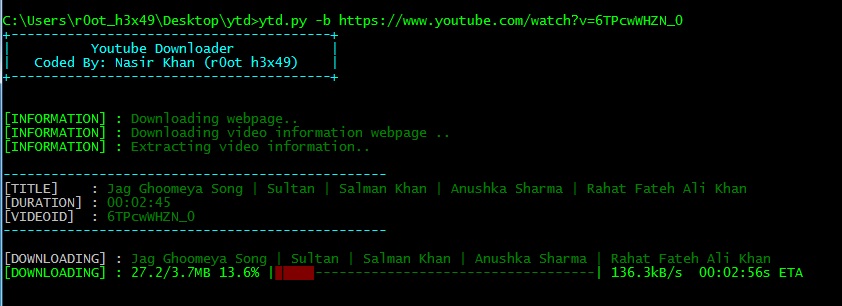 C:\Users\r0ot_h3x49\Desktop\ytd>ytd.py -b https://www.youtube.com/watch?v=6TPcwWHZN_0
+----------------------------------------+
|          Youtube Downloader            |
|   Coded By: Nasir Khan (r0ot h3x49)    |
+----------------------------------------+
[INFORMATION] : Downloading webpage..
[INFORMATION] : Downloading video information webpage ..
[INFORMATION] : Extracting video information..
------------------------------------------------
[TITLE]    : Jag Ghoomeya Song | Sultan | Salman Khan | Anushka Sharma | Rahat Fateh Ali Khan
[DURATION] : 00:02:45
[VIDEOID]  : 6TPcwWHZN_0
------------------------------------------------
[DOWNLOADING] : Jag Ghoomeya Song | Sultan | Salman Khan | Anushka Sharma | Rahat Fateh Ali Khan
[DOWNLOADING] : 27.2/3.7MB 13.6% |-----------------------------------| 136.3kB/s  00:02:56s ETA